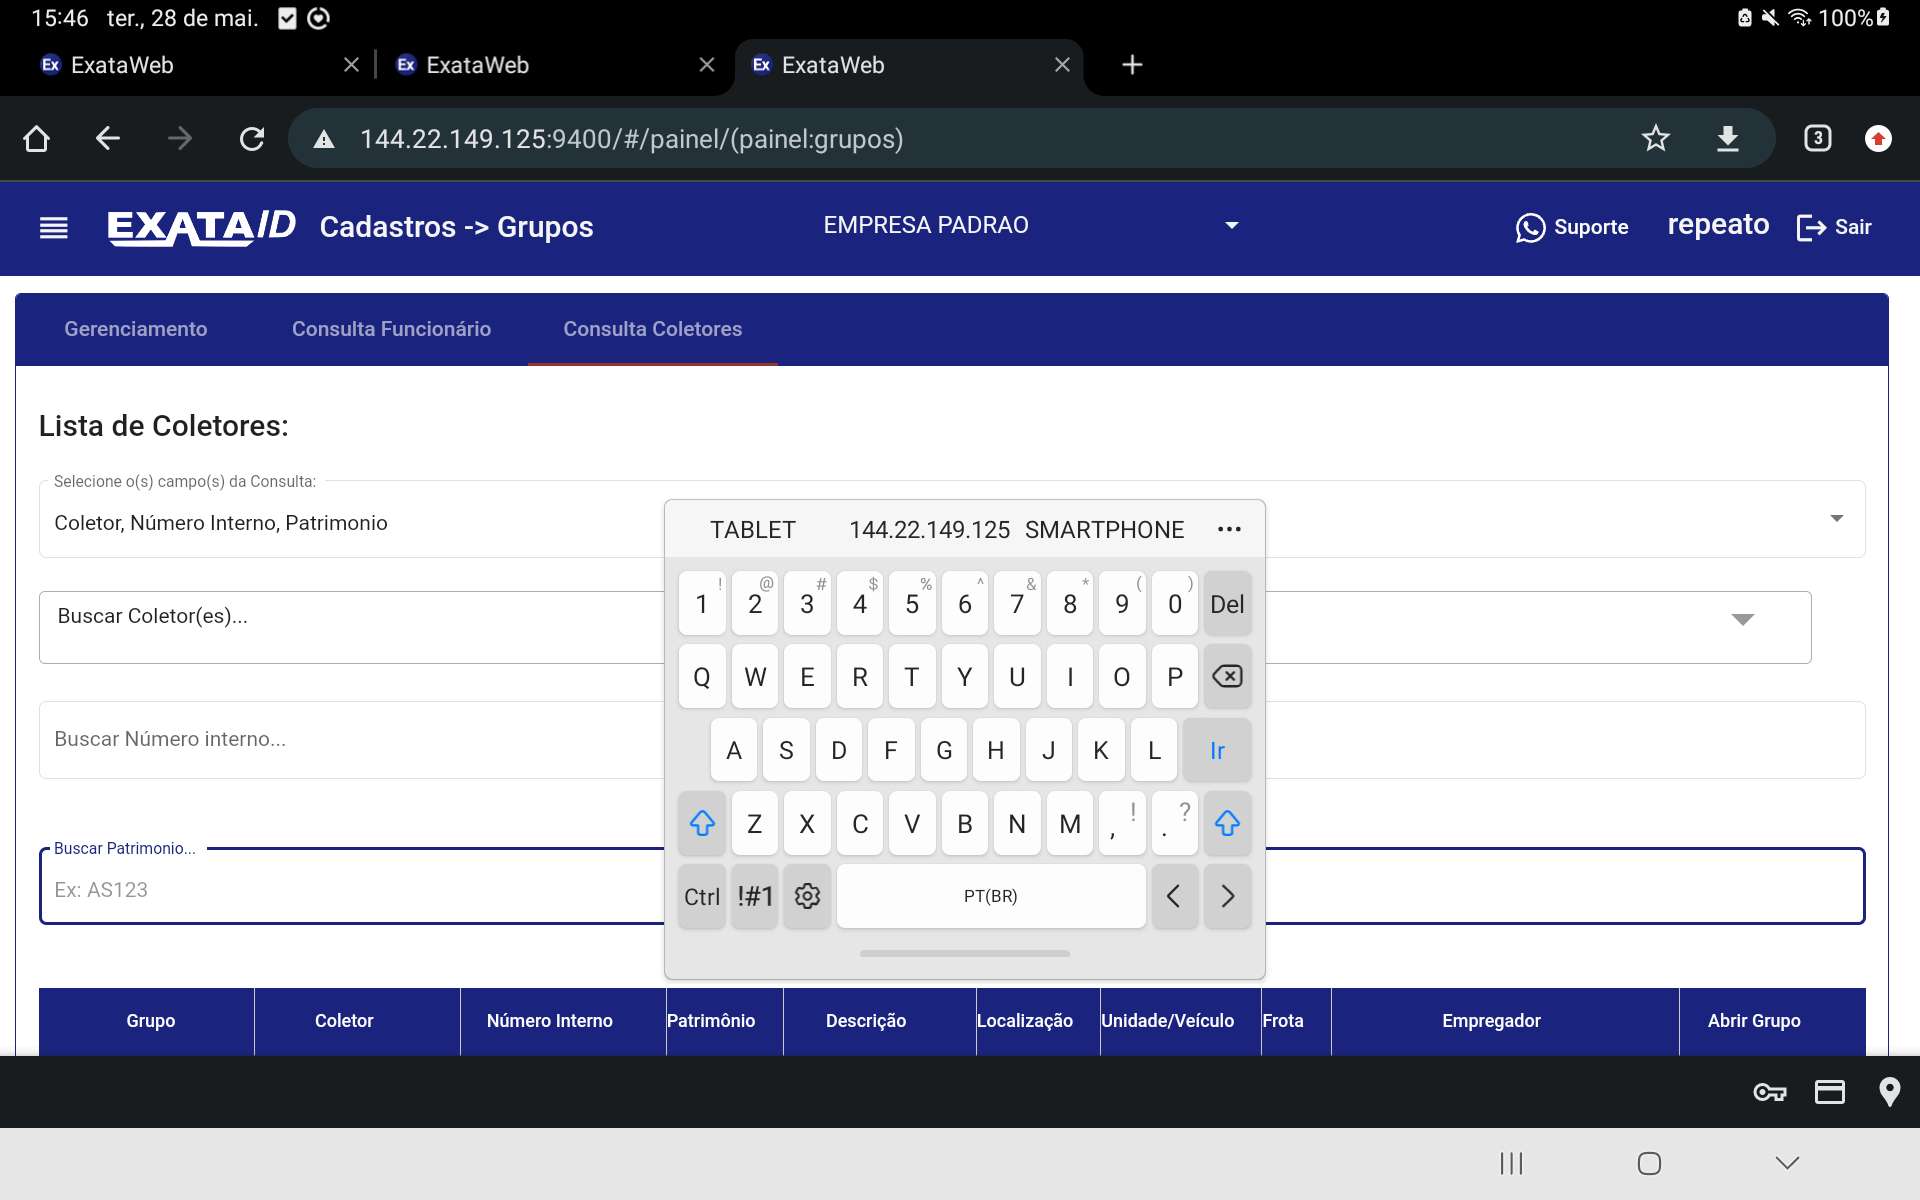 15:46 ter., 28 de mai. 100%
Ex ExataWeb Ex ExataWeb Ex ExataWeb
144.22.149.125:9400/#/painel/(painel:grupos) 3
EXATA/ID Cadastros -> Grupos EMPRESA PADRAO Suporte repeato Sair
Gerenciamento Consulta Funcionário Consulta Coletores
Lista de Coletores:
Selecione o(s) campo(s) da Consulta:
Coletor, Número Interno, Patrimonio
Buscar Coletor(es)...
Buscar Número interno...
Buscar Patrimonio...
Ex: AS123
TABLET 144.22.149.125 SMARTPHONE
! @ # $ % ^ & * ( )
1 2 3 4 5 6 7 8 9 0 Del
Q W E R T Y U I O P
A S D F G H J K L Ir
Z X C V B N M , ! . ?
Ctrl !#1 PT(BR) < >
Grupo Coletor Número Interno Patrimônio Descrição Localização Unidade/Veículo Frota Empregador Abrir Grupo